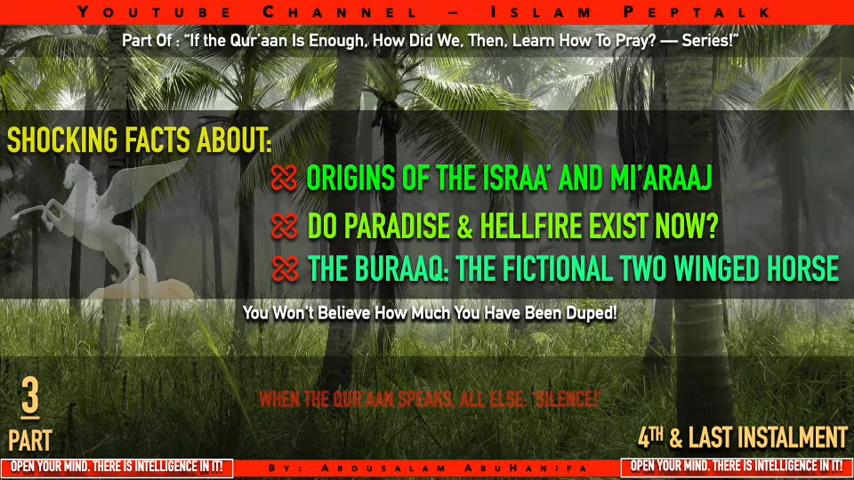 YOUTUBE CHANNEL – ISLAM PEPTALK
Part Of : “If the Qur’aan Is Enough, How Did We, Then, Learn How To Pray? — Series!”
SHOCKING FACTS ABOUT:
ORIGINS OF THE ISRAA’ AND MI’ARAAJ
DO PARADISE & HELLFIRE EXIST NOW?
THE BURAAQ: THE FICTIONAL TWO WINGED HORSE
You Won’t Believe How Much You Have Been Duped!
WHEN THE QUR’AAN SPEAKS, ALL ELSE: ‘SILENCE!’
3
PART
4TH & LAST INSTALMENT
OPEN YOUR MIND. THERE IS INTELLIGENCE IN IT!
BY: ABDUSALAM ABUHANIFA
OPEN YOUR MIND. THERE IS INTELLIGENCE IN IT!